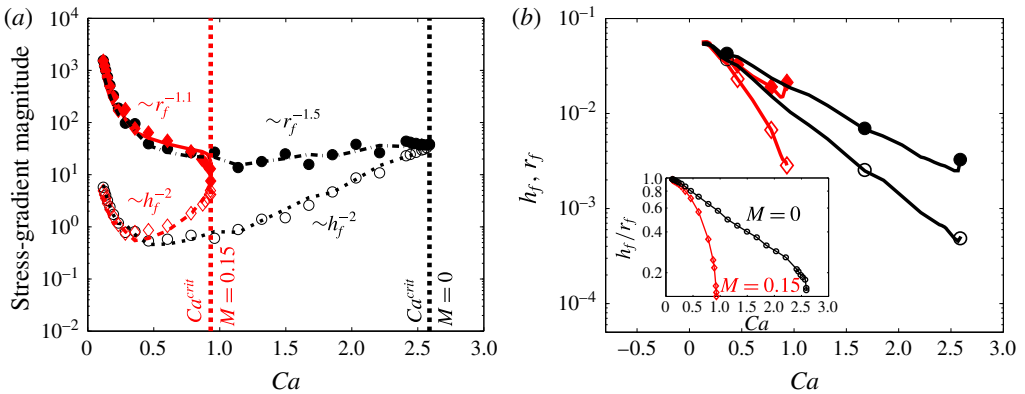 (a)
Stress-gradient magnitude
10^4
10^3
10^2
10^1
10^0
10^{-1}
10^{-2}
~r_f^{-1.1}
~r_f^{-1.5}
~h_f^{-2}
~h_f^{-2}
Ca^{crit}
M = 0.15
Ca^{crit}
M = 0
0 0.5 1.0 1.5 2.0 2.5 3.0
Ca
(b)
h_f, r_f
10^{-1}
10^{-2}
10^{-3}
10^{-4}
h_f/r_f
1.0
0.8
0.6
0.4
0.2
M = 0
M = 0.15
0 0.5 1.0 1.5 2.0 2.5 3.0
Ca
−0.5 0 0.5 1.0 1.5 2.0 2.5 3.0
Ca